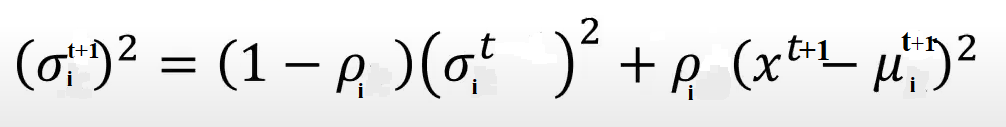 (σᵢᵗ⁺¹)² = (1 − ρᵢ)(σᵢᵗ)² + ρᵢ (xᵗ⁺¹ − μᵢᵗ⁺¹)²